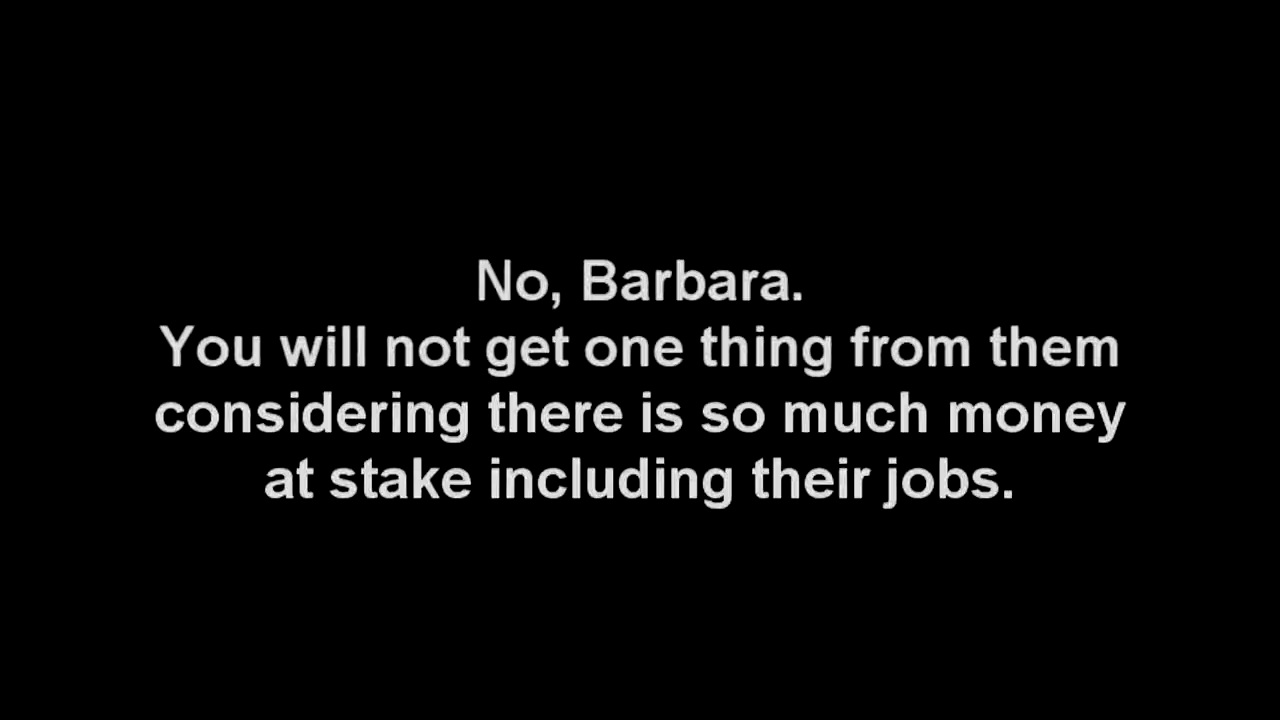 No, Barbara.
You will not get one thing from them
considering there is so much money
at stake including their jobs.